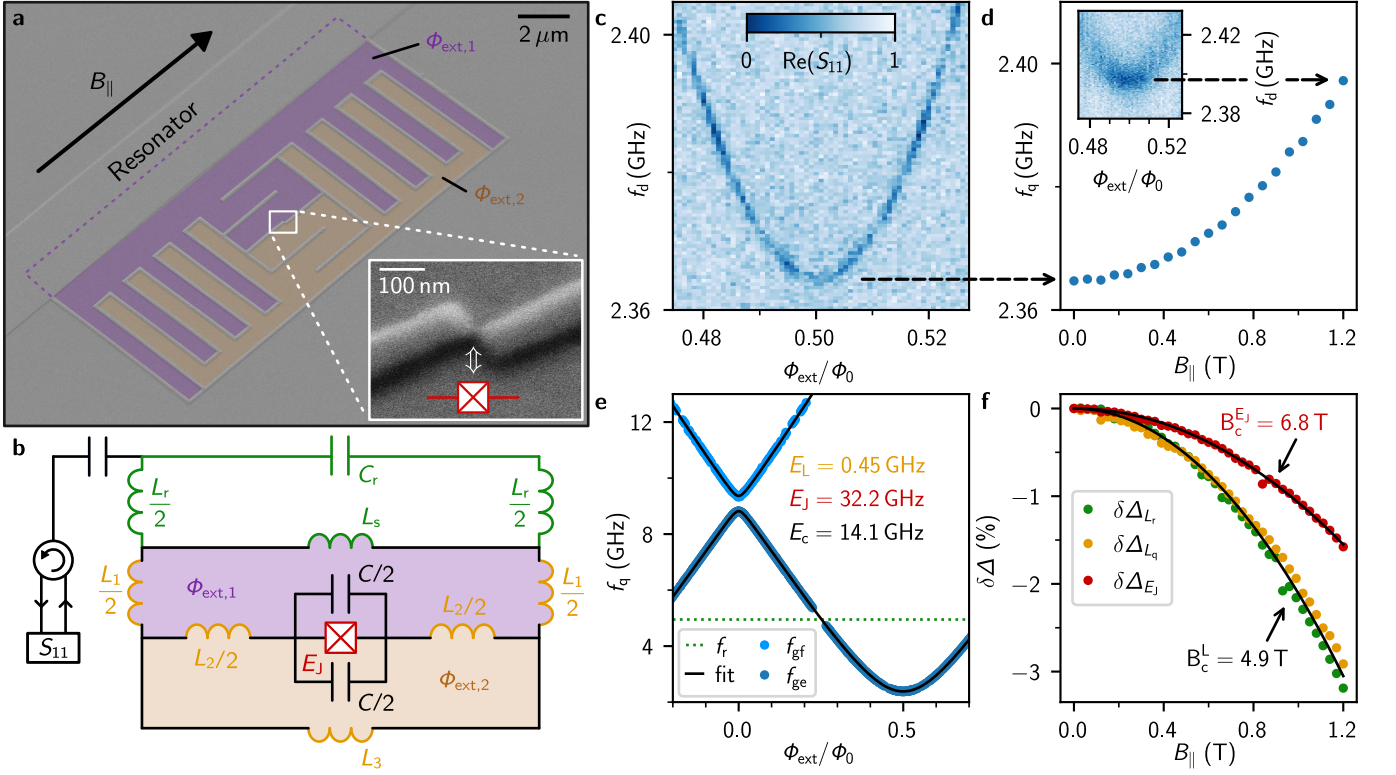 a
2 μm
Φext,1
B∥
Resonator
Φext,2
100 nm
b
Cr
Lr
2
Lr
2
Ls
L1
2
Φext,1
C/2
L1
2
L2/2
L2/2
EJ
S11
C/2
Φext,2
L3
c
2.40
0
Re(S11)
1
fd (GHz)
2.36
0.48
0.50
0.52
Φext/Φ0
d
2.42
2.40
fd (GHz)
2.38
0.48
0.52
Φext/Φ0
fq (GHz)
2.36
0.0
0.4
0.8
1.2
B∥ (T)
e
12
EL = 0.45 GHz
EJ = 32.2 GHz
Ec = 14.1 GHz
8
fq (GHz)
4
fr
fgf
fit
fge
0.0
0.5
Φext/Φ0
f
0
BcEJ = 6.8 T
−1
δΔLr
δΔ (%)
δΔLq
δΔEJ
−2
BcL = 4.9 T
−3
0.0
0.4
0.8
1.2
B∥ (T)